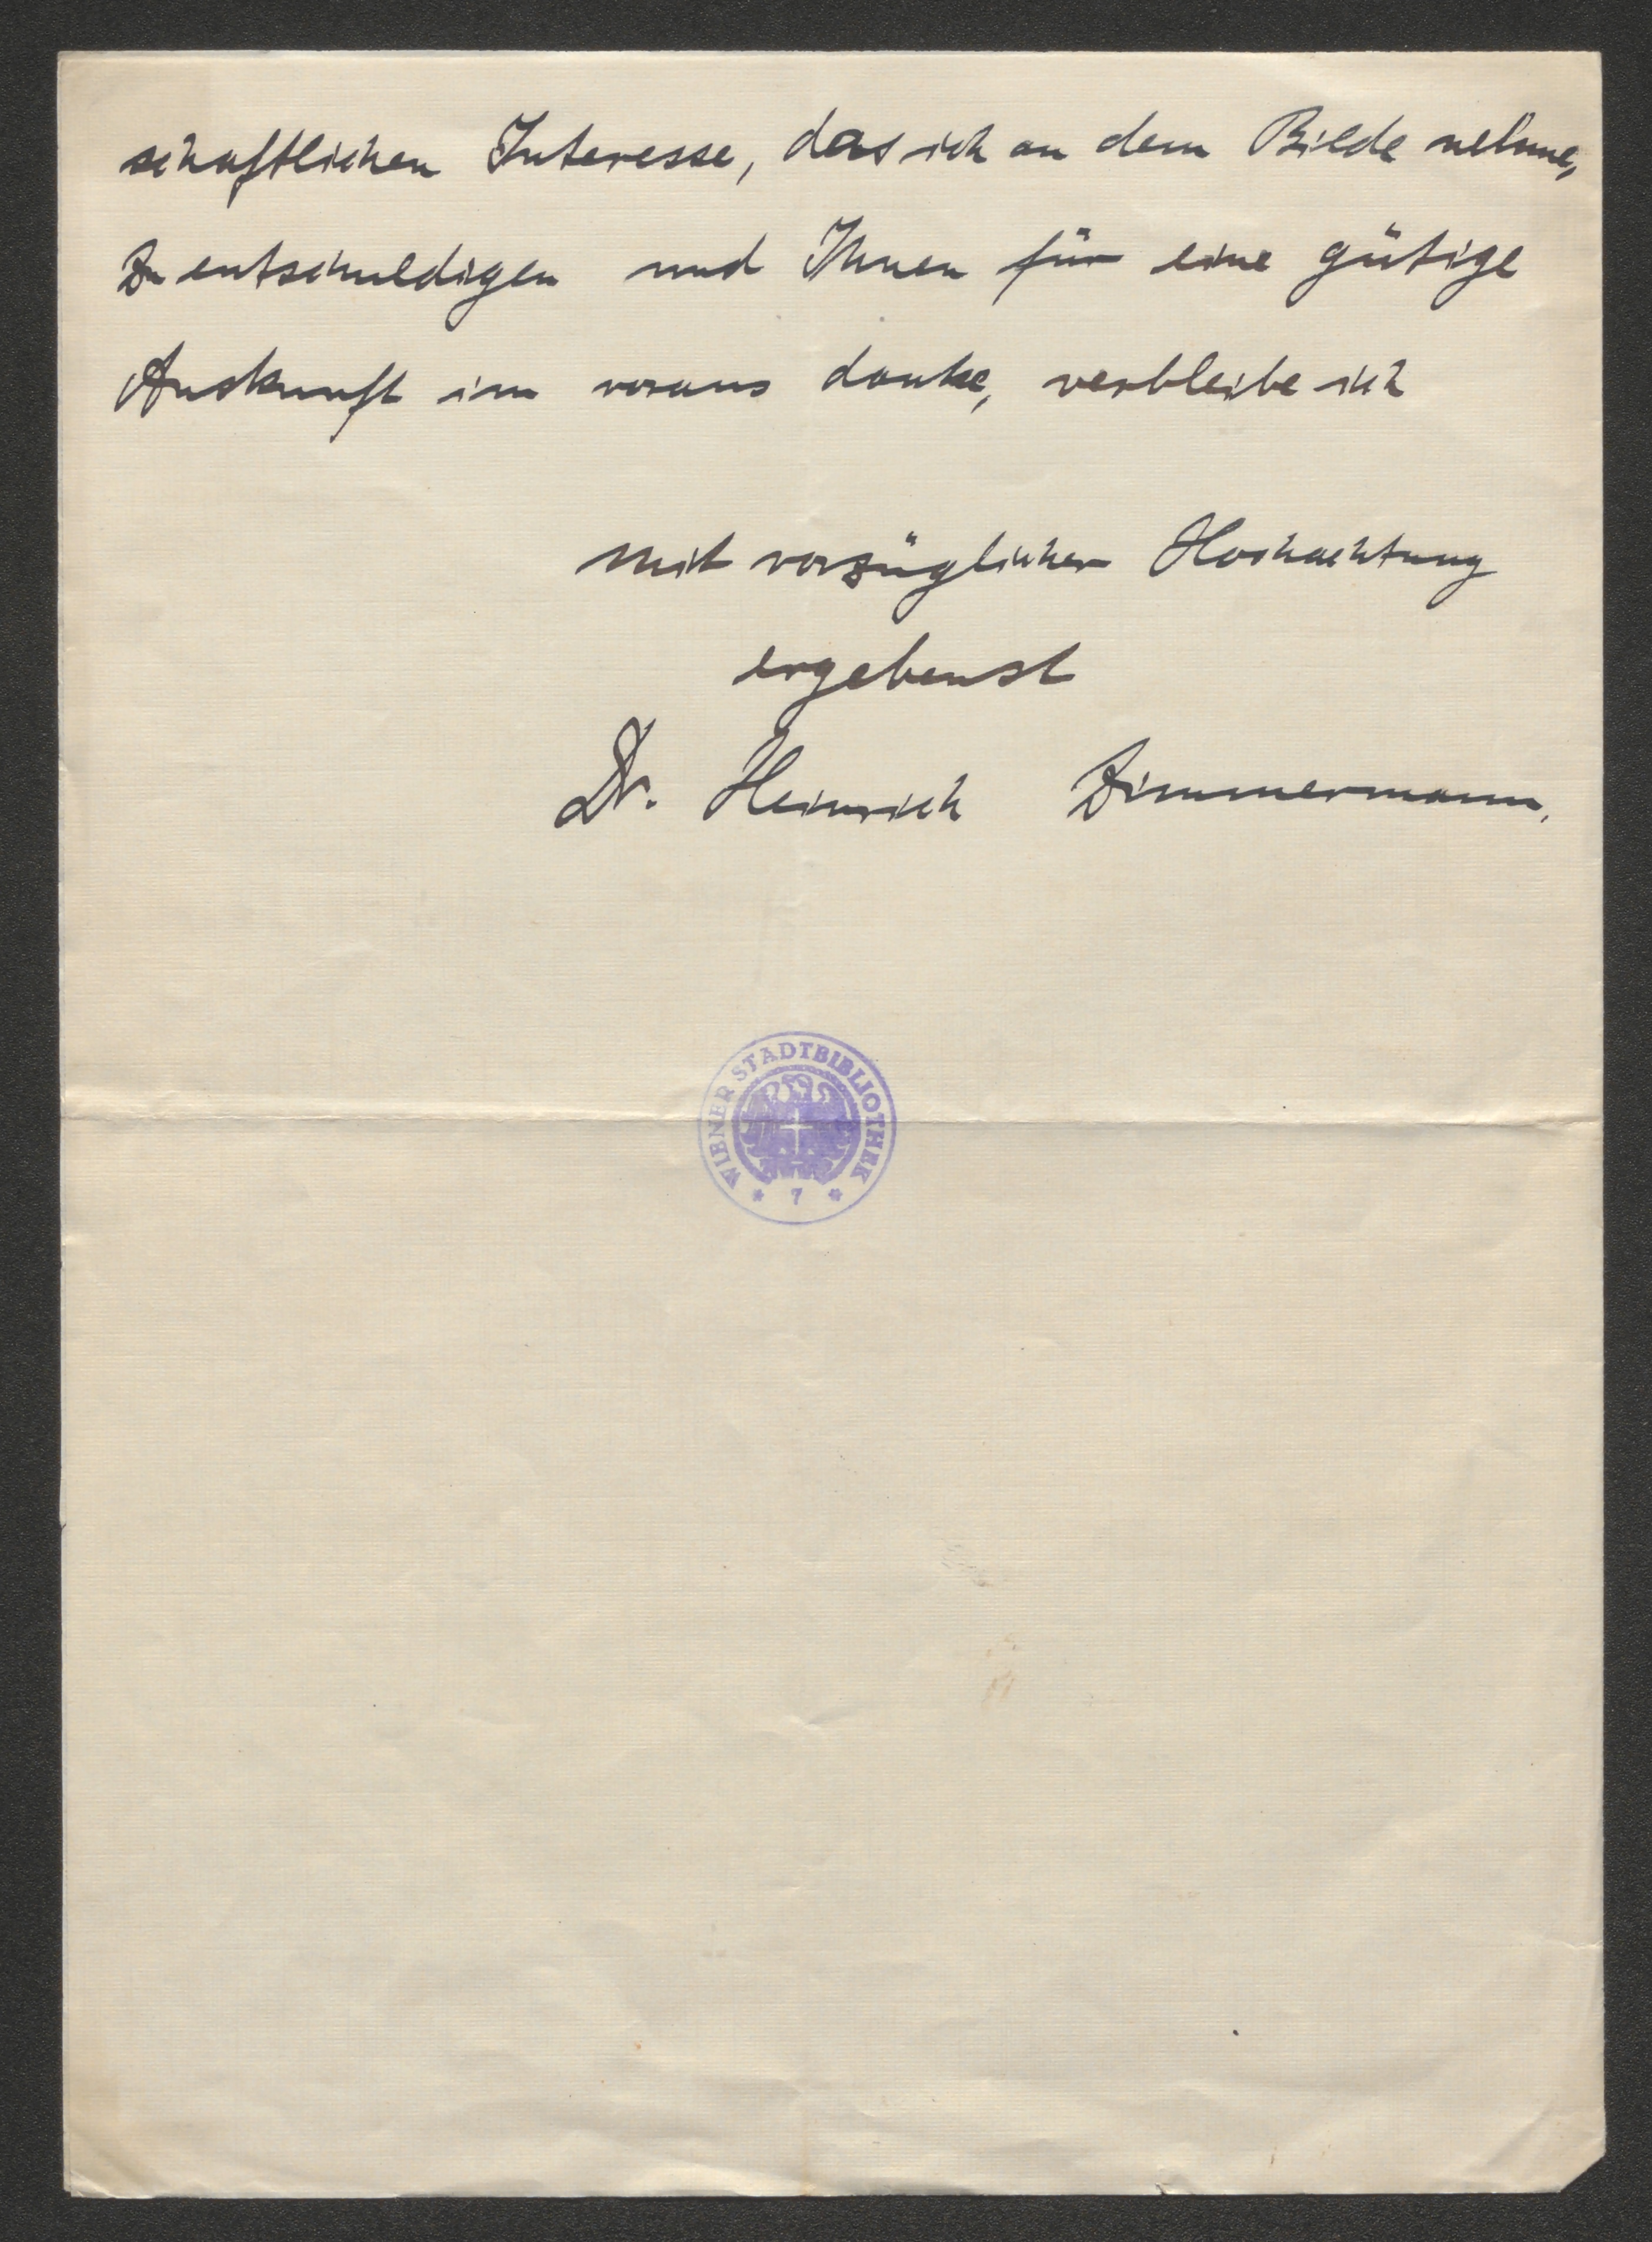 schaftlichen Interesse, das ich an dem Bilde nehme,
zu entschuldigen und Ihnen für eine gütige
Auskunft im voraus danke, verbleibe ich
mit vorzüglicher Hochachtung
ergebenst
Dr. Heinrich Zimmermann.
WIENER STADTBIBLIOTHEK
* 7 *